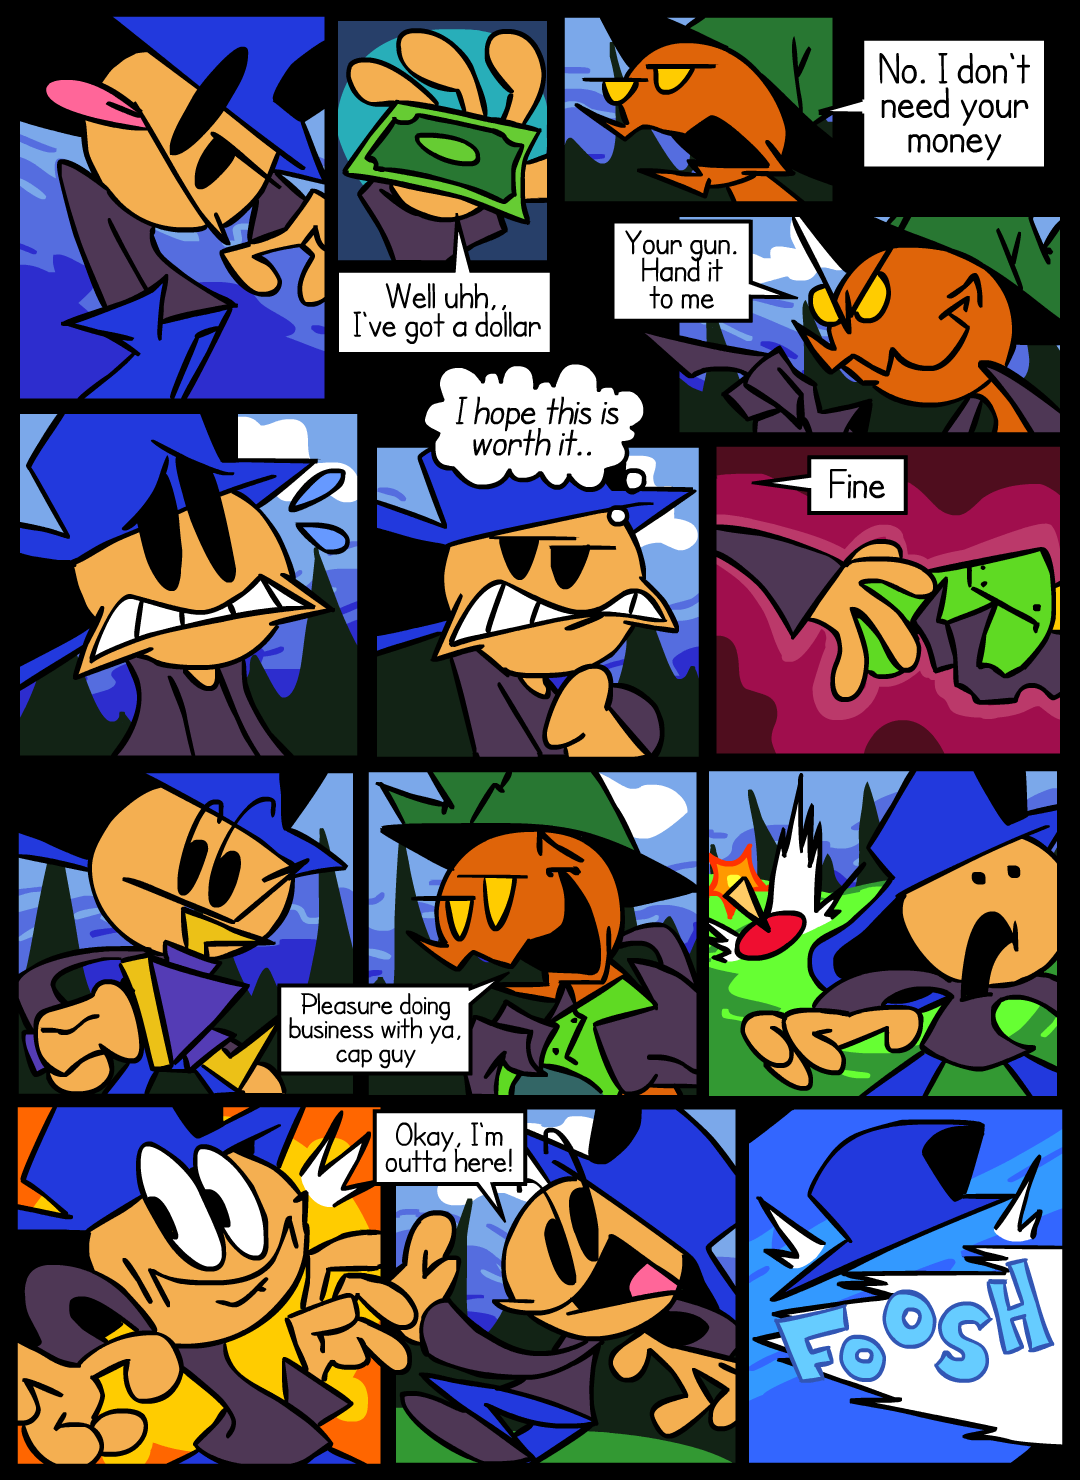 Well uhh,,
I've got a dollar
No. I don't
need your
money
Your gun.
Hand it
to me
I hope this is
worth it..
Fine
Pleasure doing
business with ya,
cap guy
Okay, I'm
outta here!
FOOSH